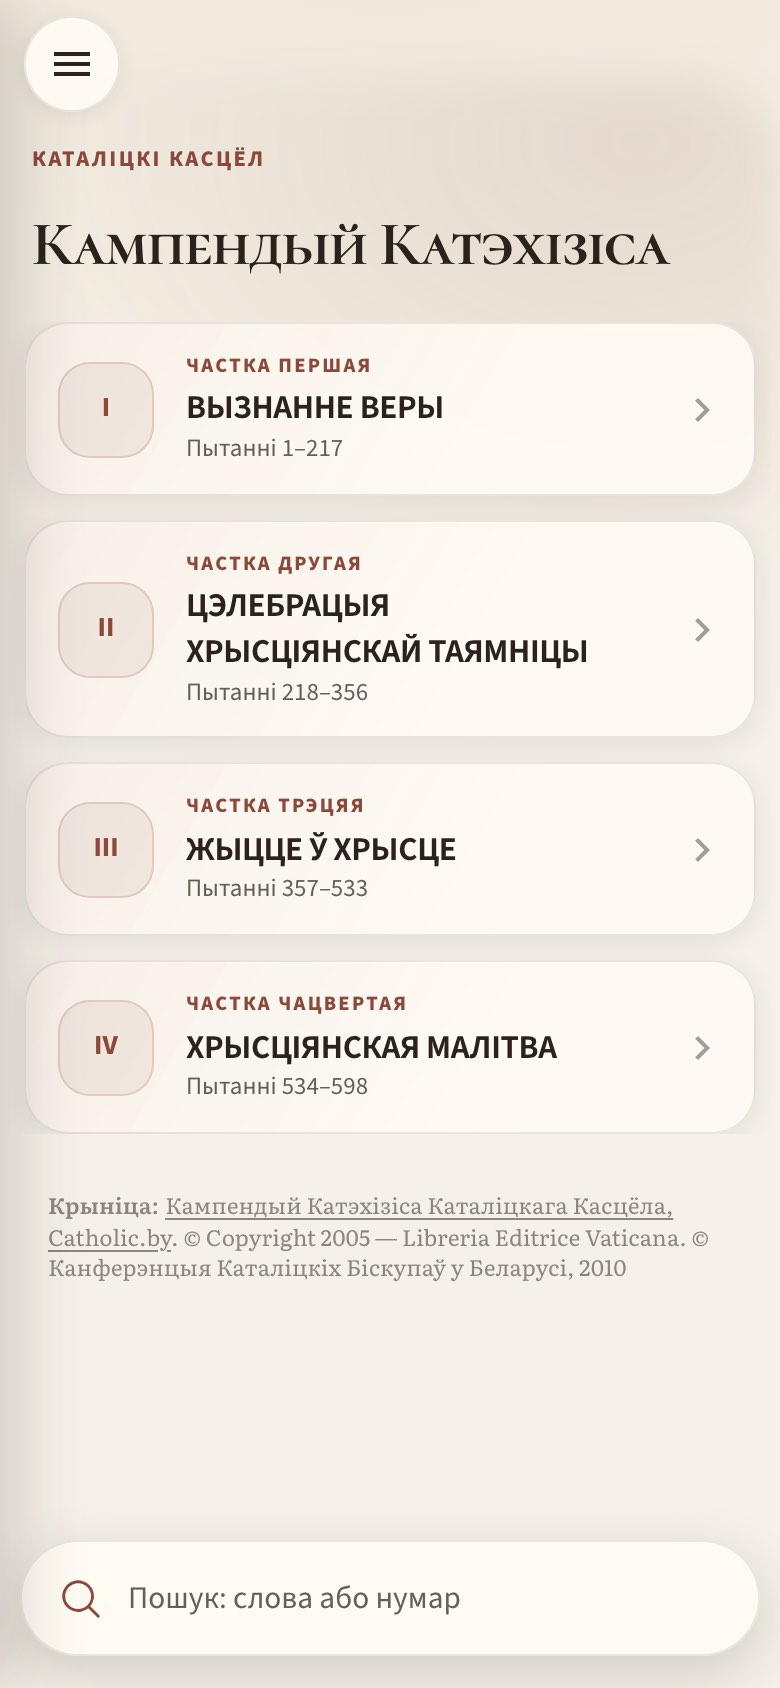 КАТАЛІЦКІ КАСЦЁЛ
Кампендый Катэхізіса
ЧАСТКА ПЕРШАЯ
I
ВЫЗНАННЕ ВЕРЫ
Пытанні 1–217
ЧАСТКА ДРУГАЯ
II
ЦЭЛЕБРАЦЫЯ
ХРЫСЦІЯНСКАЙ ТАЯМНІЦЫ
Пытанні 218–356
ЧАСТКА ТРЭЦЯЯ
III
ЖЫЦЦЁ Ў ХРЫСЦЕ
Пытанні 357–533
ЧАСТКА ЧАЦВЕРТАЯ
IV
ХРЫСЦІЯНСКАЯ МАЛІТВА
Пытанні 534–598
Крыніца: Кампендый Катэхізіса Каталіцкага Касцёла,
Catholic.by. © Copyright 2005 — Libreria Editrice Vaticana. ©
Канферэнцыя Каталіцкіх Біскупаў у Беларусі, 2010
Пошук: слова або нумар